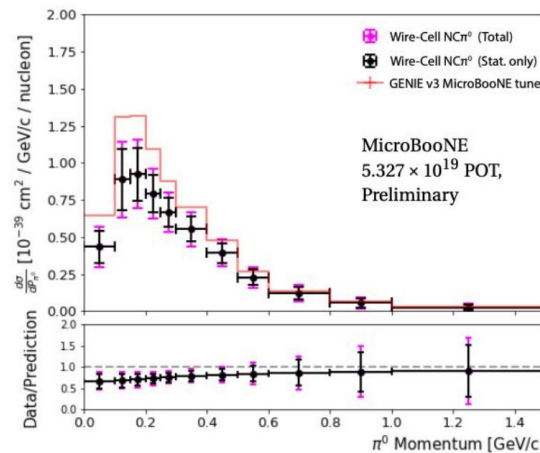 2.00
1.75
1.50
1.25
1.00
0.75
0.50
0.25
0.00
dσ/dPπ⁰ [10⁻³⁹ cm² / GeV/c / nucleon]
Wire-Cell NCπ⁰ (Total)
Wire-Cell NCπ⁰ (Stat. only)
GENIE v3 MicroBooNE tune
MicroBooNE
5.327 × 10¹⁹ POT,
Preliminary
2.0
1.5
1.0
0.5
0.0
Data/Prediction
0.0 0.2 0.4 0.6 0.8 1.0 1.2 1.4
π⁰ Momentum [GeV/c